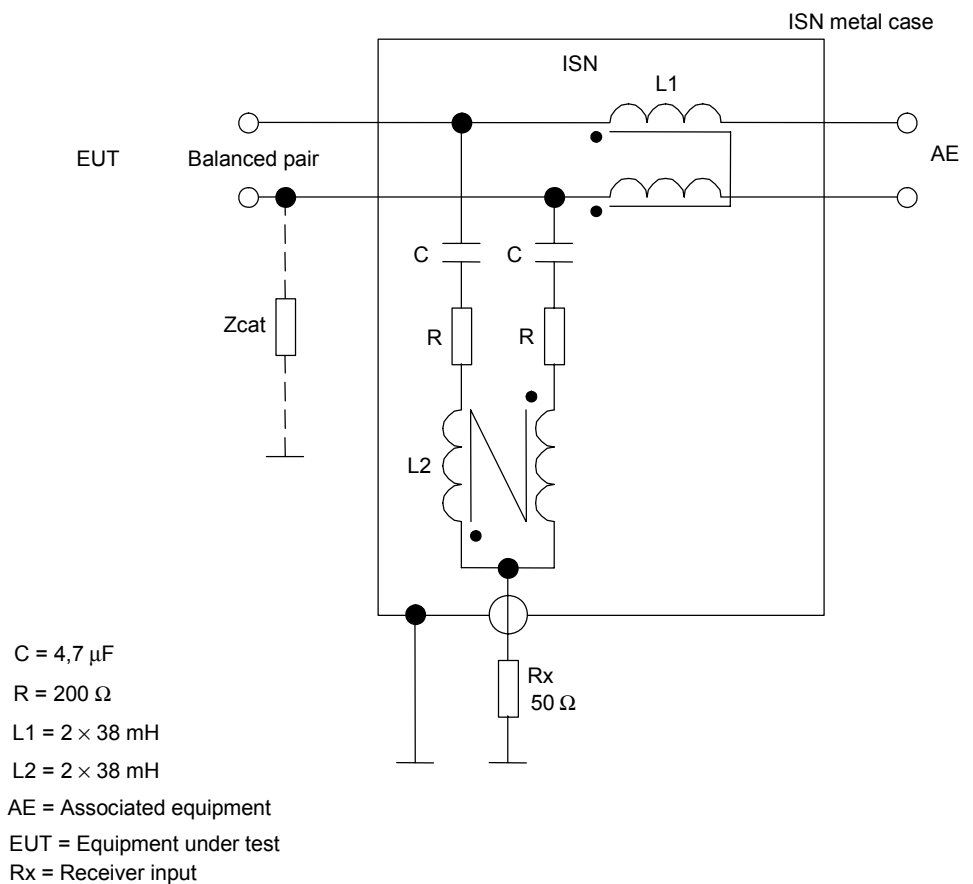 ISN metal case
ISN
L1
EUT
Balanced pair
AE
C
C
Zcat
R
R
L2
Rx
50 Ω
C = 4,7 μF
R = 200 Ω
L1 = 2 × 38 mH
L2 = 2 × 38 mH
AE = Associated equipment
EUT = Equipment under test
Rx = Receiver input